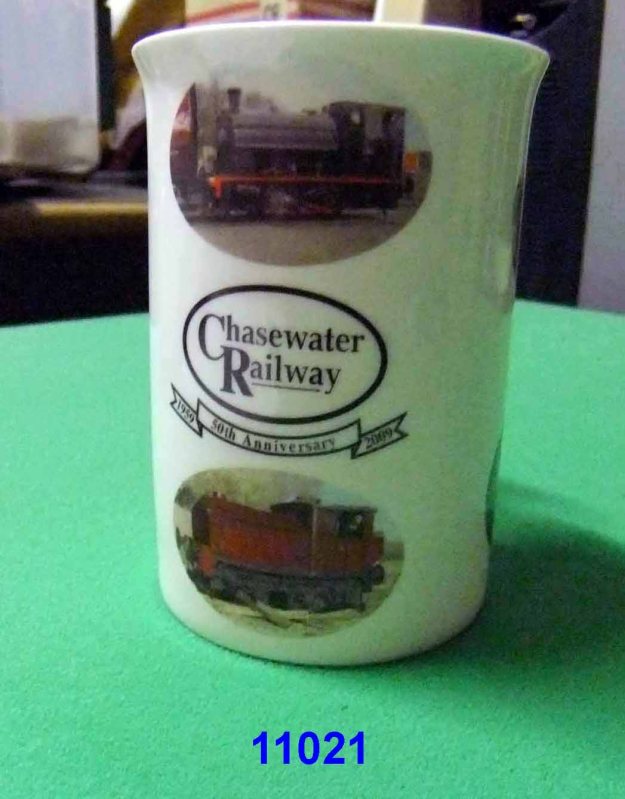 Chasewater
Railway
1959
50th Anniversary
2009
11021